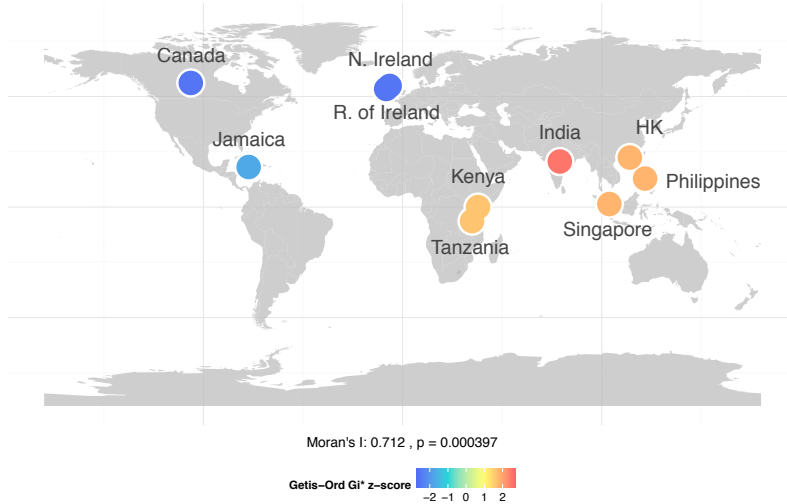 Canada
N. Ireland
R. of Ireland
Jamaica
India
HK
Kenya
Philippines
Singapore
Tanzania
Moran's I: 0.712 , p = 0.000397
Getis−Ord Gi* z−score
−2 −1 0 1 2